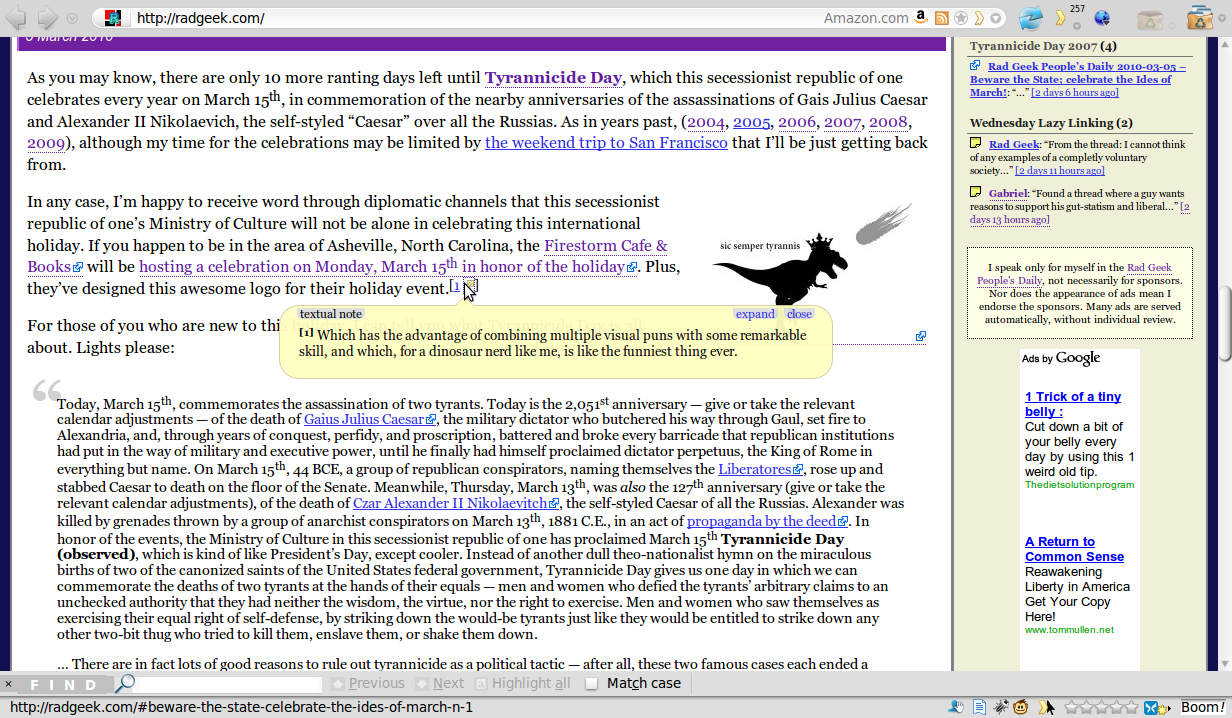 http://radgeek.com/
Amazon.com
257
6 March 2010
As you may know, there are only 10 more ranting days left until Tyrannicide Day, which this secessionist republic of one
celebrates every year on March 15th, in commemoration of the nearby anniversaries of the assassinations of Gais Julius Caesar
and Alexander II Nikolaevich, the self-styled “Caesar” over all the Russias. As in years past, (2004, 2005, 2006, 2007, 2008,
2009), although my time for the celebrations may be limited by the weekend trip to San Francisco that I’ll be just getting back
from.
In any case, I’m happy to receive word through diplomatic channels that this secessionist
republic of one’s Ministry of Culture will not be alone in celebrating this international
holiday. If you happen to be in the area of Asheville, North Carolina, the Firestorm Cafe &
Books will be hosting a celebration on Monday, March 15th in honor of the holiday. Plus,
they’ve designed this awesome logo for their holiday event.[1]
sic semper tyrannis
For those of you who are new to this
about. Lights please:
textual note
expand
close
[1] Which has the advantage of combining multiple visual puns with some remarkable
skill, and which, for a dinosaur nerd like me, is like the funniest thing ever.
“
Today, March 15th, commemorates the assassination of two tyrants. Today is the 2,051st anniversary — give or take the relevant
calendar adjustments — of the death of Gaius Julius Caesar, the military dictator who butchered his way through Gaul, set fire to
Alexandria, and, through years of conquest, perfidy, and proscription, battered and broke every barricade that republican institutions
had put in the way of military and executive power, until he finally had himself proclaimed dictator perpetuus, the King of Rome in
everything but name. On March 15th, 44 BCE, a group of republican conspirators, naming themselves the Liberatores, rose up and
stabbed Caesar to death on the floor of the Senate. Meanwhile, Thursday, March 13th, was also the 127th anniversary (give or take the
relevant calendar adjustments), of the death of Czar Alexander II Nikolaevitch, the self-styled Caesar of all the Russias. Alexander was
killed by grenades thrown by a group of anarchist conspirators on March 13th, 1881 C.E., in an act of propaganda by the deed. In
honor of the events, the Ministry of Culture in this secessionist republic of one has proclaimed March 15th Tyrannicide Day
(observed), which is kind of like President’s Day, except cooler. Instead of another dull theo-nationalist hymn on the miraculous
births of two of the canonized saints of the United States federal government, Tyrannicide Day gives us one day in which we can
commemorate the deaths of two tyrants at the hands of their equals — men and women who defied the tyrants’ arbitrary claims to an
unchecked authority that they had neither the wisdom, the virtue, nor the right to exercise. Men and women who saw themselves as
exercising their equal right of self-defense, by striking down the would-be tyrants just like they would be entitled to strike down any
other two-bit thug who tried to kill them, enslave them, or shake them down.
... There are in fact lots of good reasons to rule out tyrannicide as a political tactic — after all, these two famous cases each ended a
Tyrannicide Day 2007 (4)
Rad Geek People’s Daily 2010-03-05 –
Beware the State; celebrate the Ides of
March!: “...” [2 days 6 hours ago]
Wednesday Lazy Linking (2)
Rad Geek: “From the thread: I cannot think
of any examples of a completly voluntary
society...” [2 days 11 hours ago]
Gabriel: “Found a thread where a guy wants
reasons to support his gut-statism and liberal...” [2
days 13 hours ago]
I speak only for myself in the Rad Geek
People’s Daily, not necessarily for sponsors.
Nor does the appearance of ads mean I
endorse the sponsors. Many ads are served
automatically, without individual review.
Ads by Google
1 Trick of a tiny
belly :
Cut down a bit of
your belly every
day by using this 1
weird old tip.
Thedietsolutionprogram
A Return to
Common Sense
Reawakening
Liberty in America
Get Your Copy
Here!
www.tommullen.net
× FIND
Previous
Next
Highlight all
Match case
http://radgeek.com/#beware-the-state-celebrate-the-ides-of-march-n-1
Boom!